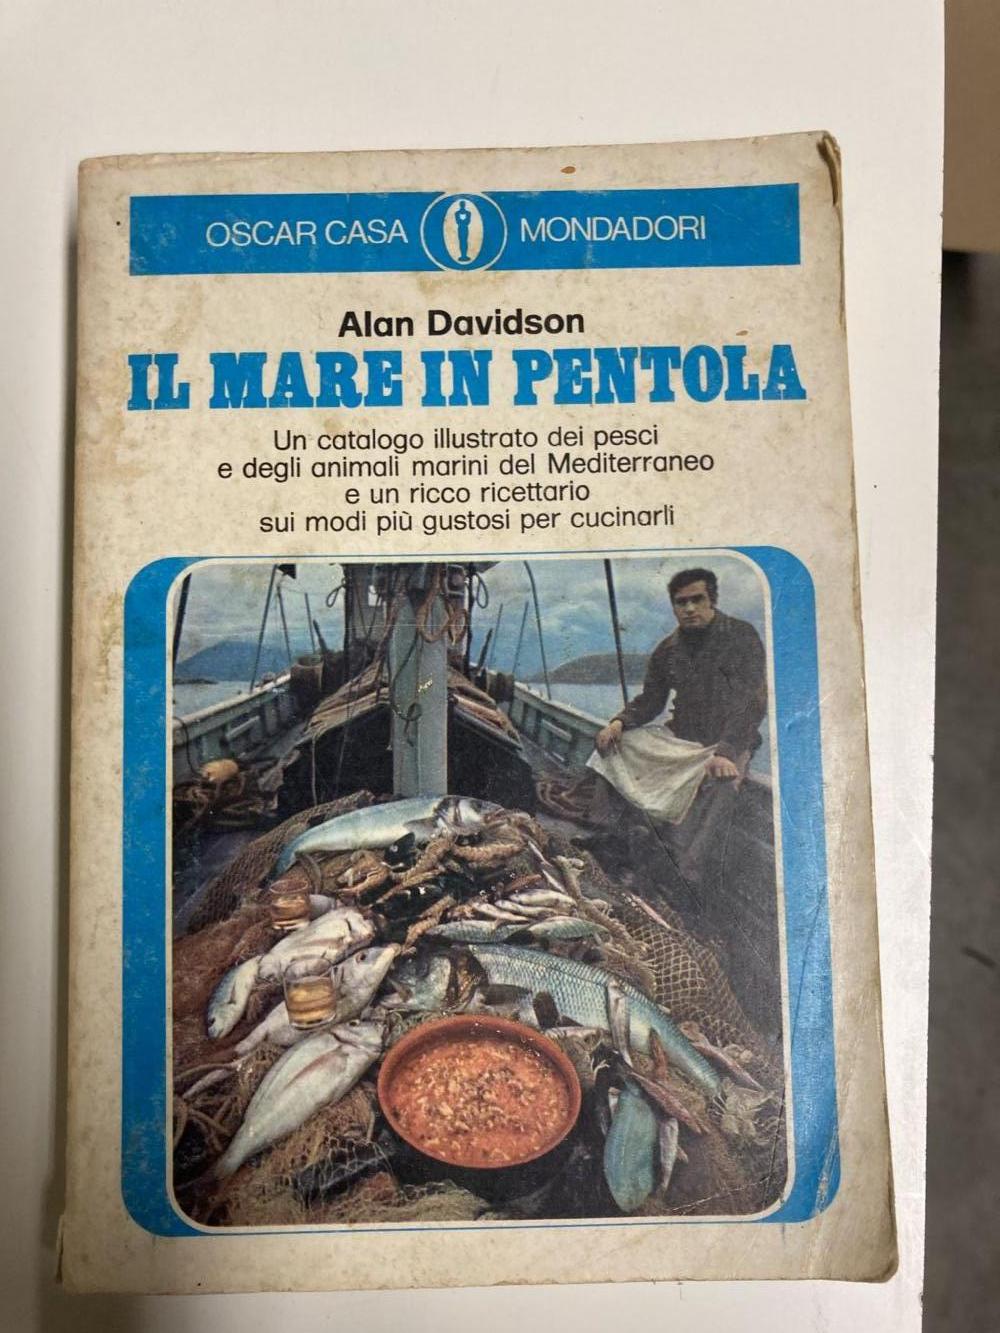 OSCAR CASA MONDADORI
Alan Davidson
IL MARE IN PENTOLA
Un catalogo illustrato dei pesci
e degli animali marini del Mediterraneo
e un ricco ricettario
sui modi più gustosi per cucinarli